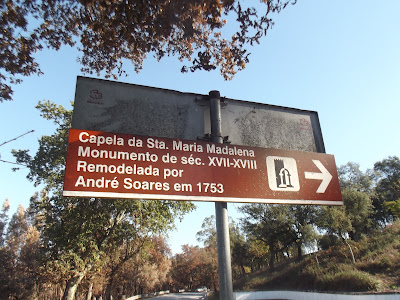 Capela da Sta. Maria Madalena
Monumento de séc. XVII-XVIII
Remodelada por
André Soares em 1753